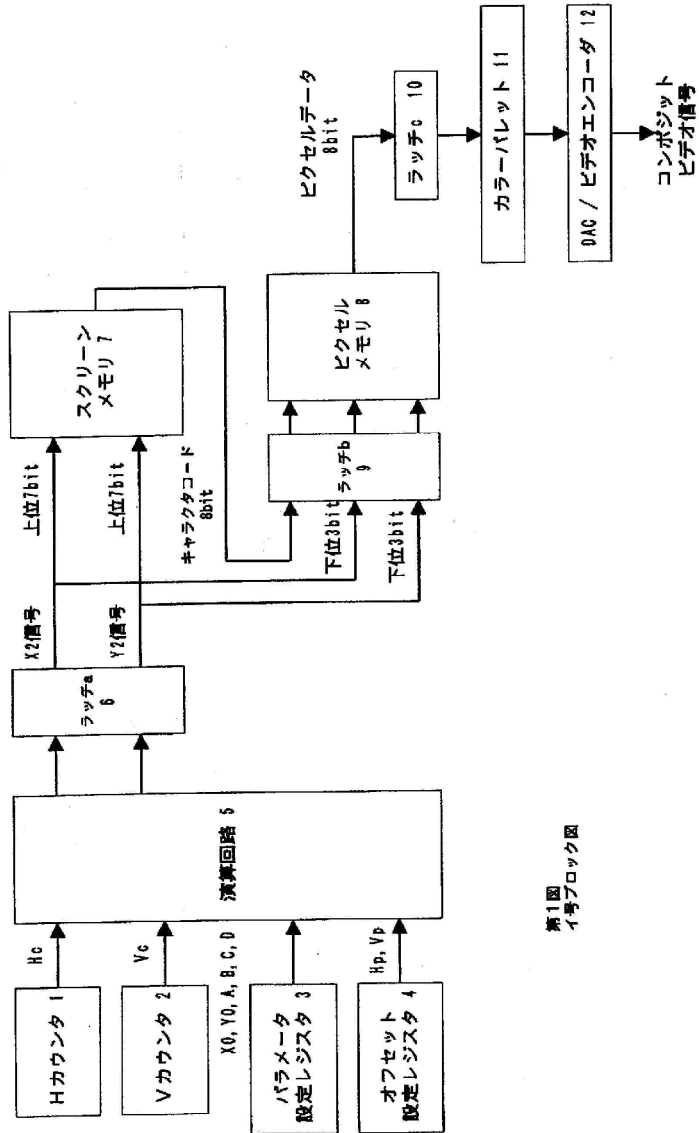 Hカウンタ 1
Hc
Vカウンタ 2
Vc
X0, Y0, A, B, C, D
パラメータ
設定レジスタ 3
オフセット
設定レジスタ 4
Hp, Vp
演算回路 5
ラッチa
6
X2信号
上位7bit
Y2信号
上位7bit
スクリーン
メモリ 7
キャラクタコード
8bit
下位3bit
下位3bit
ラッチb
9
ピクセル
メモリ 8
ピクセルデータ
8bit
ラッチc 10
カラーパレット 11
DAC / ビデオエンコーダ 12
コンポジット
ビデオ信号
第1図
イ号ブロック図